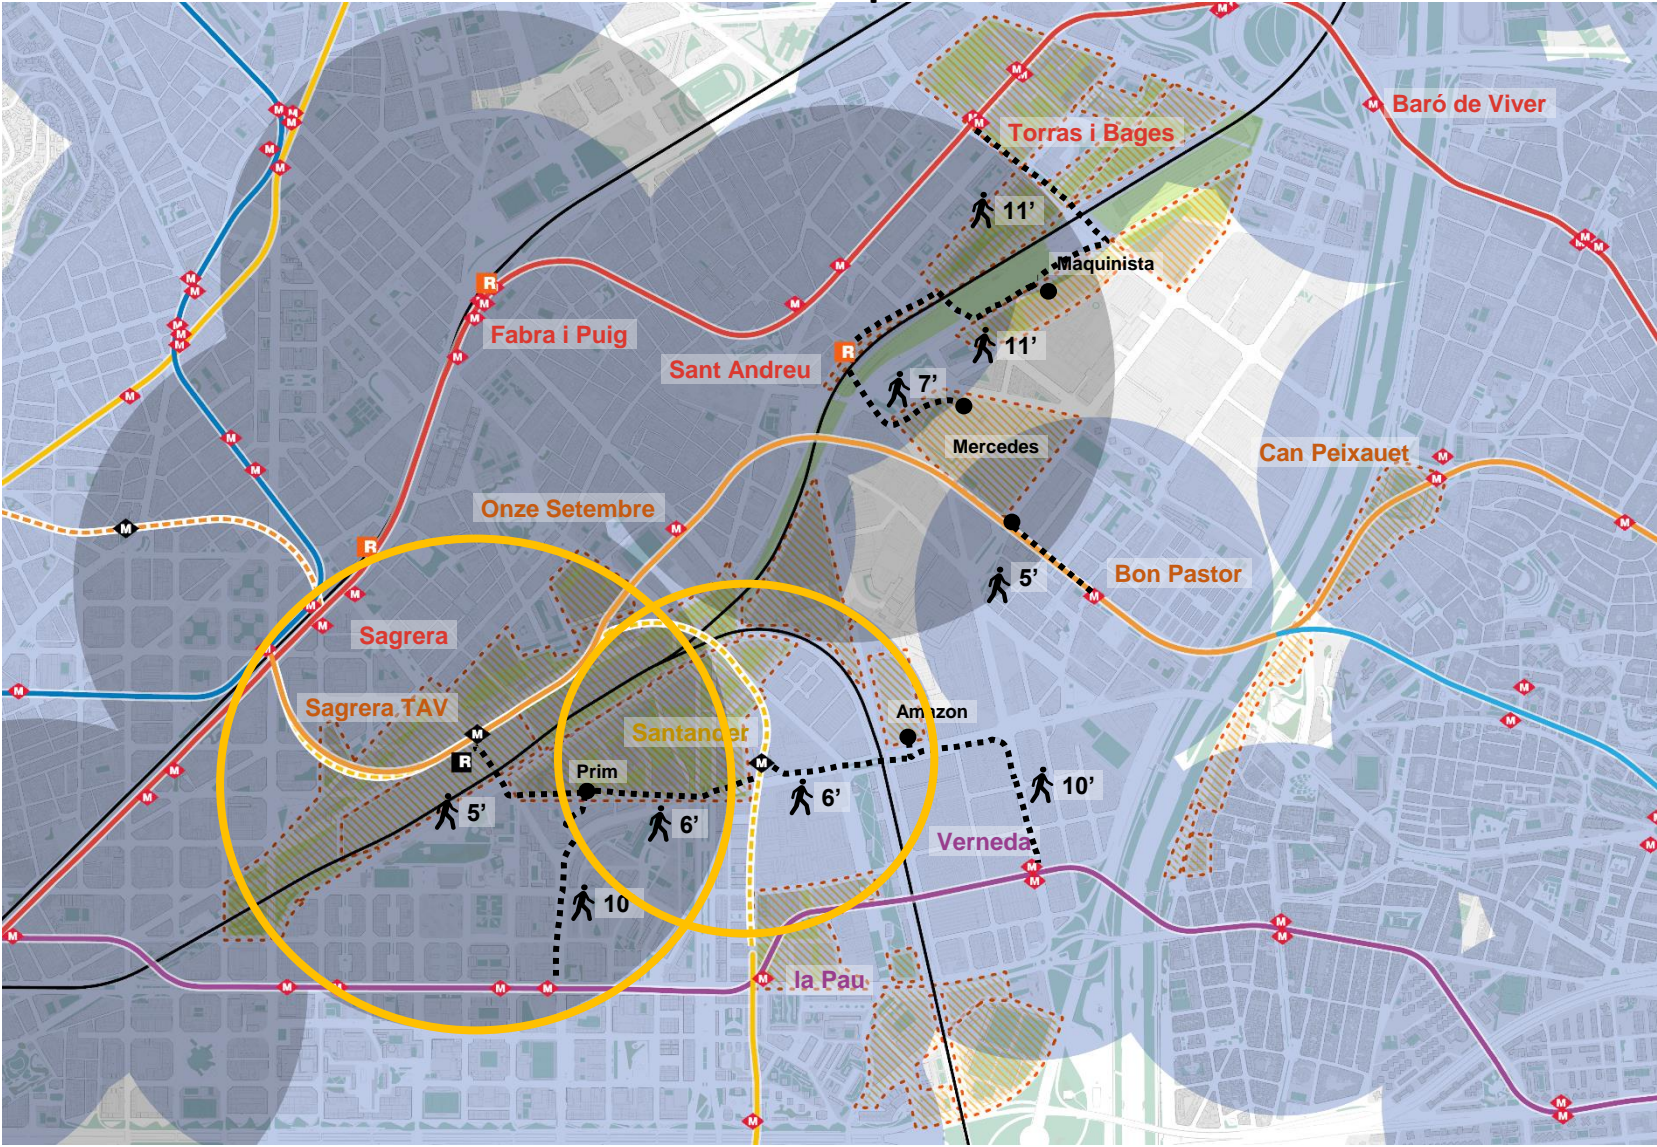 Baró de Viver
Torras i Bages
11’
Maquinista
R
Fabra i Puig
11’
R
Sant Andreu
7’
Mercedes
Can Peixauet
Onze Setembre
R
5’
Bon Pastor
Sagrera
Sagrera TAV
Amazon
Santander
R
Prim
5’
6’
6’
10’
Verneda
10
la Pau